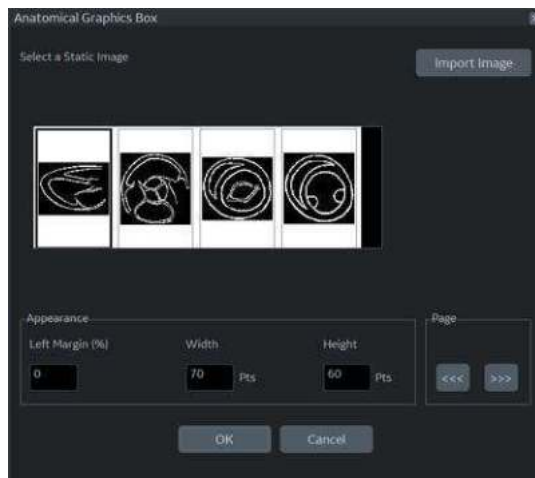 Anatomical Graphics Box
Select a Static Image
Import Image
Appearance
Page
Left Margin (%)
Width
Height
0
70
Pts
60
Pts
<<<
>>>
OK
Cancel